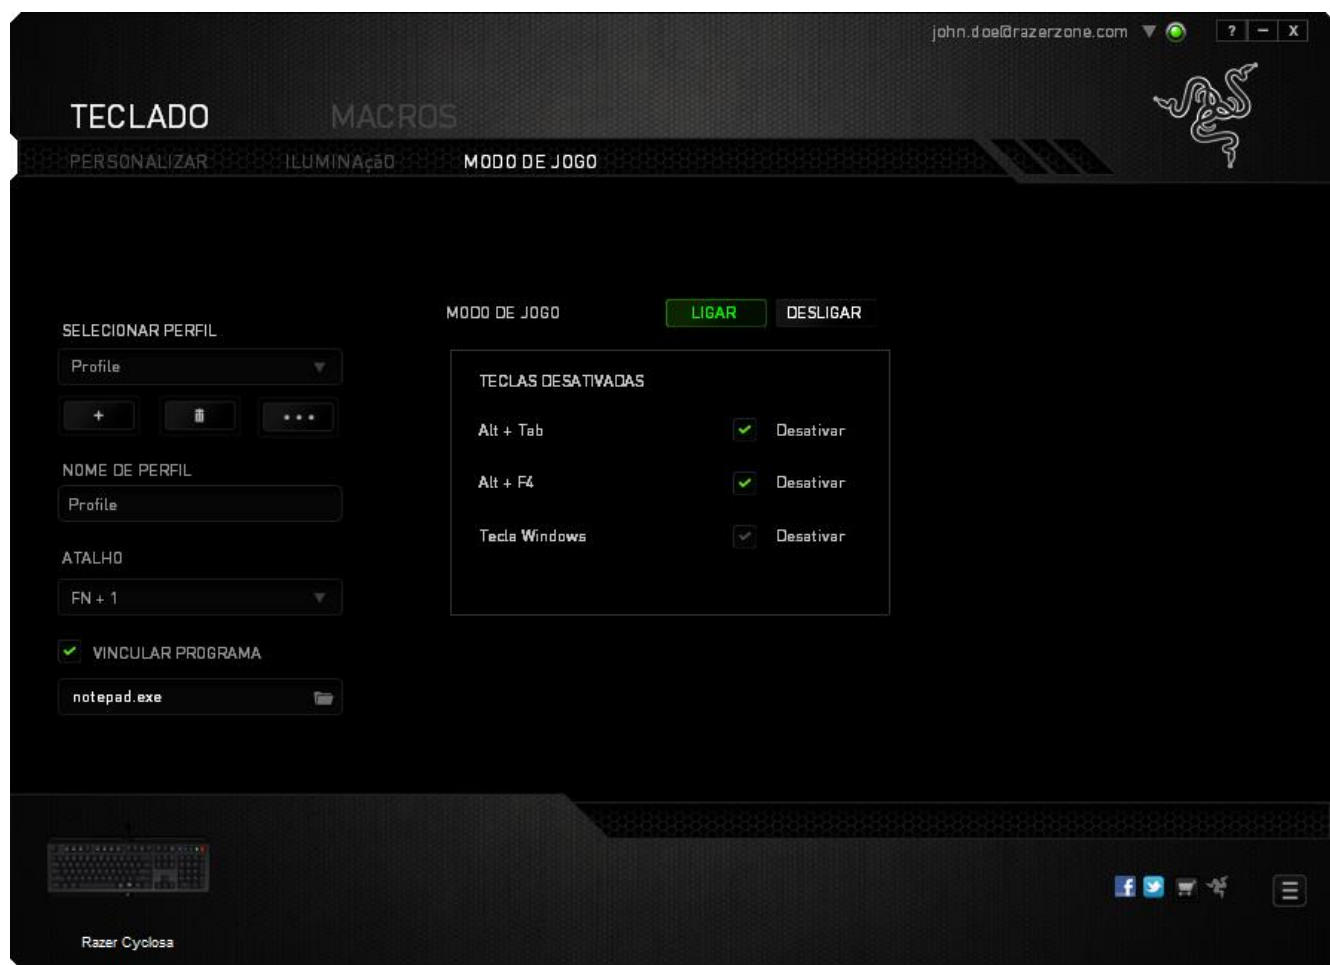 john.doe@razerzone.com
? – X
TECLADO MACROS
PERSONALIZAR ILUMINAçãO MODO DE JOGO
SELECIONAR PERFIL
Profile
+ •••
NOME DE PERFIL
Profile
ATALHO
FN + 1
VINCULAR PROGRAMA
notepad.exe
MODO DE JOGO LIGAR DESLIGAR
TECLAS DESATIVADAS
Alt + Tab Desativar
Alt + F4 Desativar
Tecla Windows Desativar
f
Razer Cyclosa